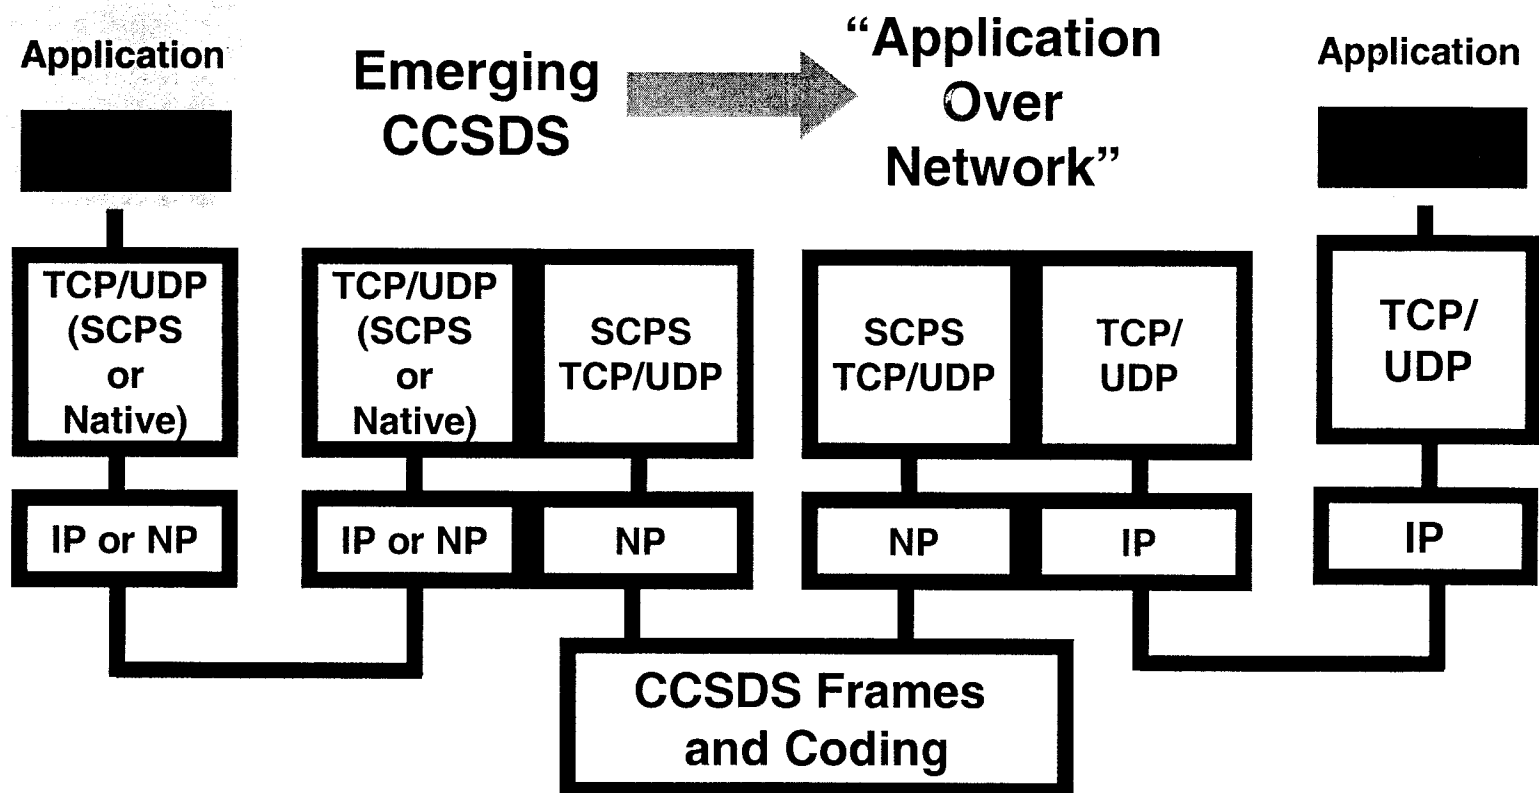 Application
Emerging
CCSDS
“Application
Over
Network”
Application
TCP/UDP
(SCPS
or
Native)
TCP/UDP
(SCPS
or
Native)
SCPS
TCP/UDP
SCPS
TCP/UDP
TCP/
UDP
TCP/
UDP
IP or NP
IP or NP
NP
NP
IP
IP
CCSDS Frames
and Coding